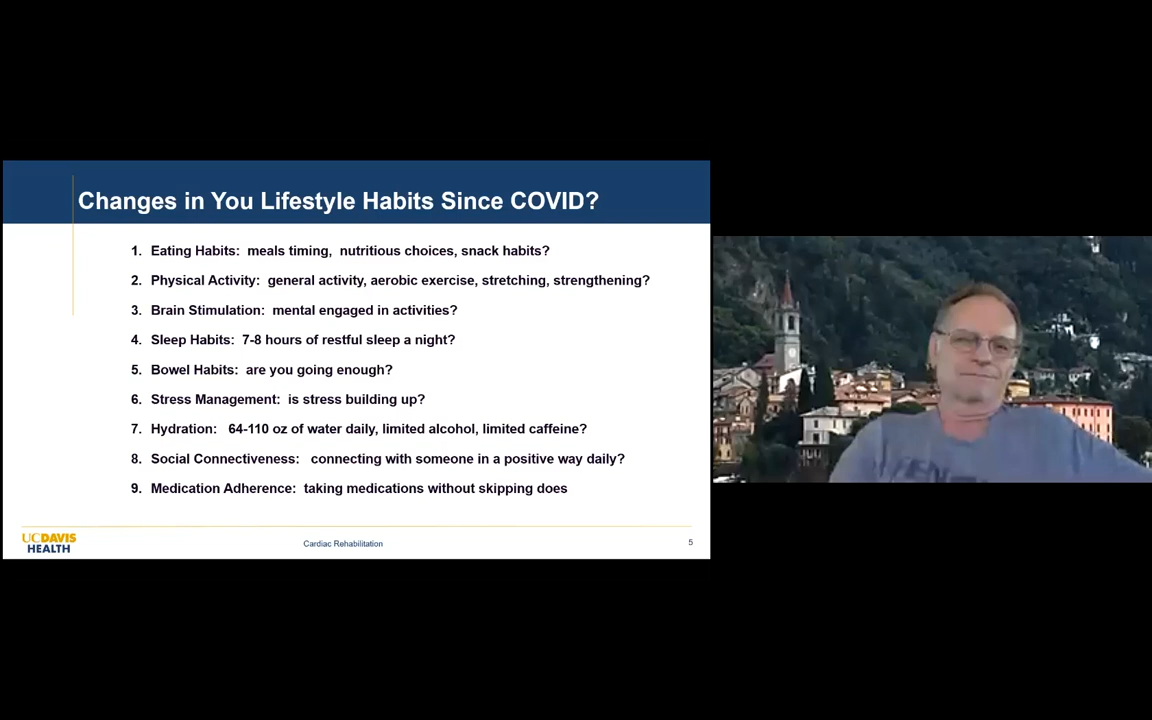 Changes in You Lifestyle Habits Since COVID?
1. Eating Habits: meals timing, nutritious choices, snack habits?
2. Physical Activity: general activity, aerobic exercise, stretching, strengthening?
3. Brain Stimulation: mental engaged in activities?
4. Sleep Habits: 7-8 hours of restful sleep a night?
5. Bowel Habits: are you going enough?
6. Stress Management: is stress building up?
7. Hydration: 64-110 oz of water daily, limited alcohol, limited caffeine?
8. Social Connectiveness: connecting with someone in a positive way daily?
9. Medication Adherence: taking medications without skipping does
UCDAVIS
HEALTH
Cardiac Rehabilitation
5